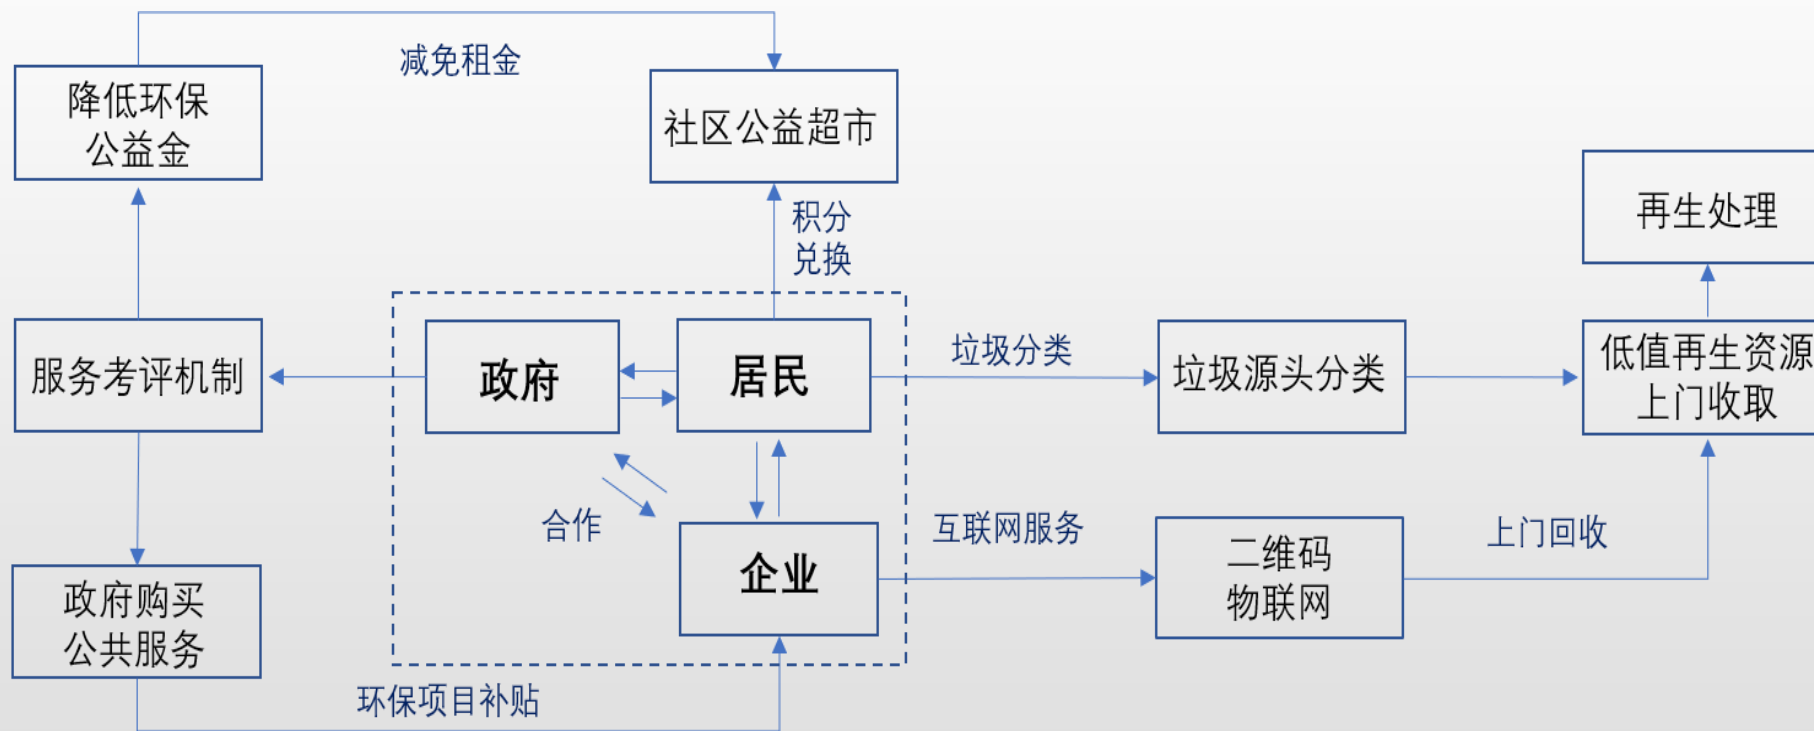 减免租金
降低环保
公益金
社区公益超市
再生处理
积分
兑换
服务考评机制
政府
居民
垃圾分类
垃圾源头分类
低值再生资源
上门收取
合作
企业
互联网服务
二维码
物联网
上门回收
政府购买
公共服务
环保项目补贴